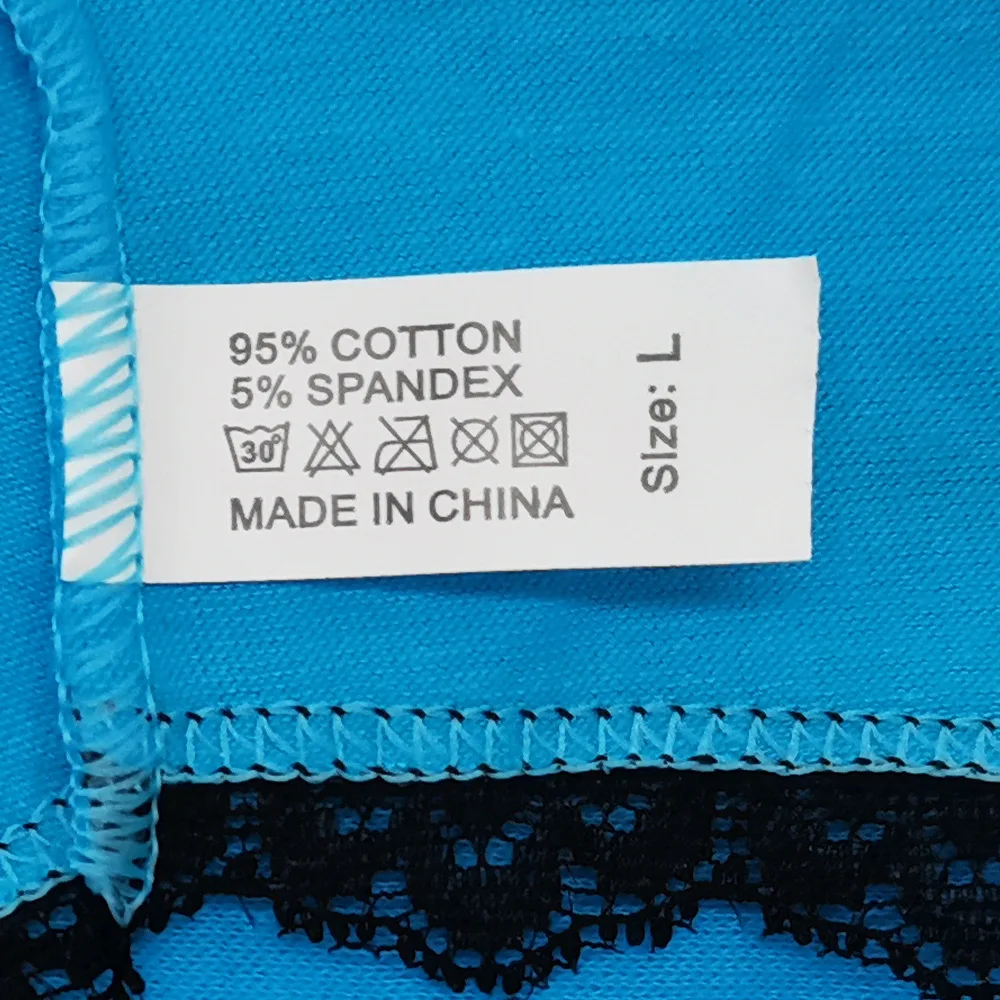 95% COTTON
5% SPANDEX
30°
MADE IN CHINA
Size: L